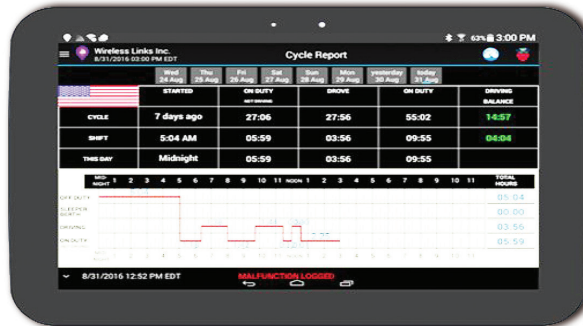 63% 3:00 PM
Wireless Links Inc.
8/31/2016 03:00 PM EDT
Cycle Report
Wed Thu Fri Sat Sun Mon yesterday today
24 Aug 25 Aug 26 Aug 27 Aug 28 Aug 29 Aug 30 Aug 31 Aug
STARTED ON DUTY DROVE ON DUTY DRIVING
NOT DRIVING BALANCE
CYCLE 7 days ago 27:06 27:56 55:02 14:57
SHIFT 5:04 AM 05:59 03:56 09:55 04:04
THIS DAY Midnight 05:59 03:56 09:55
MID-NIGHT 1 2 3 4 5 6 7 8 9 10 11 NOON 1 2 3 4 5 6 7 8 9 10 11 TOTAL HOURS
OFF DUTY 05:04
SLEEPER BERTH 00:00
DRIVING 03:56
ON DUTY 05:59
8/31/2016 12:52 PM EDT MALFUNCTION LOGGED